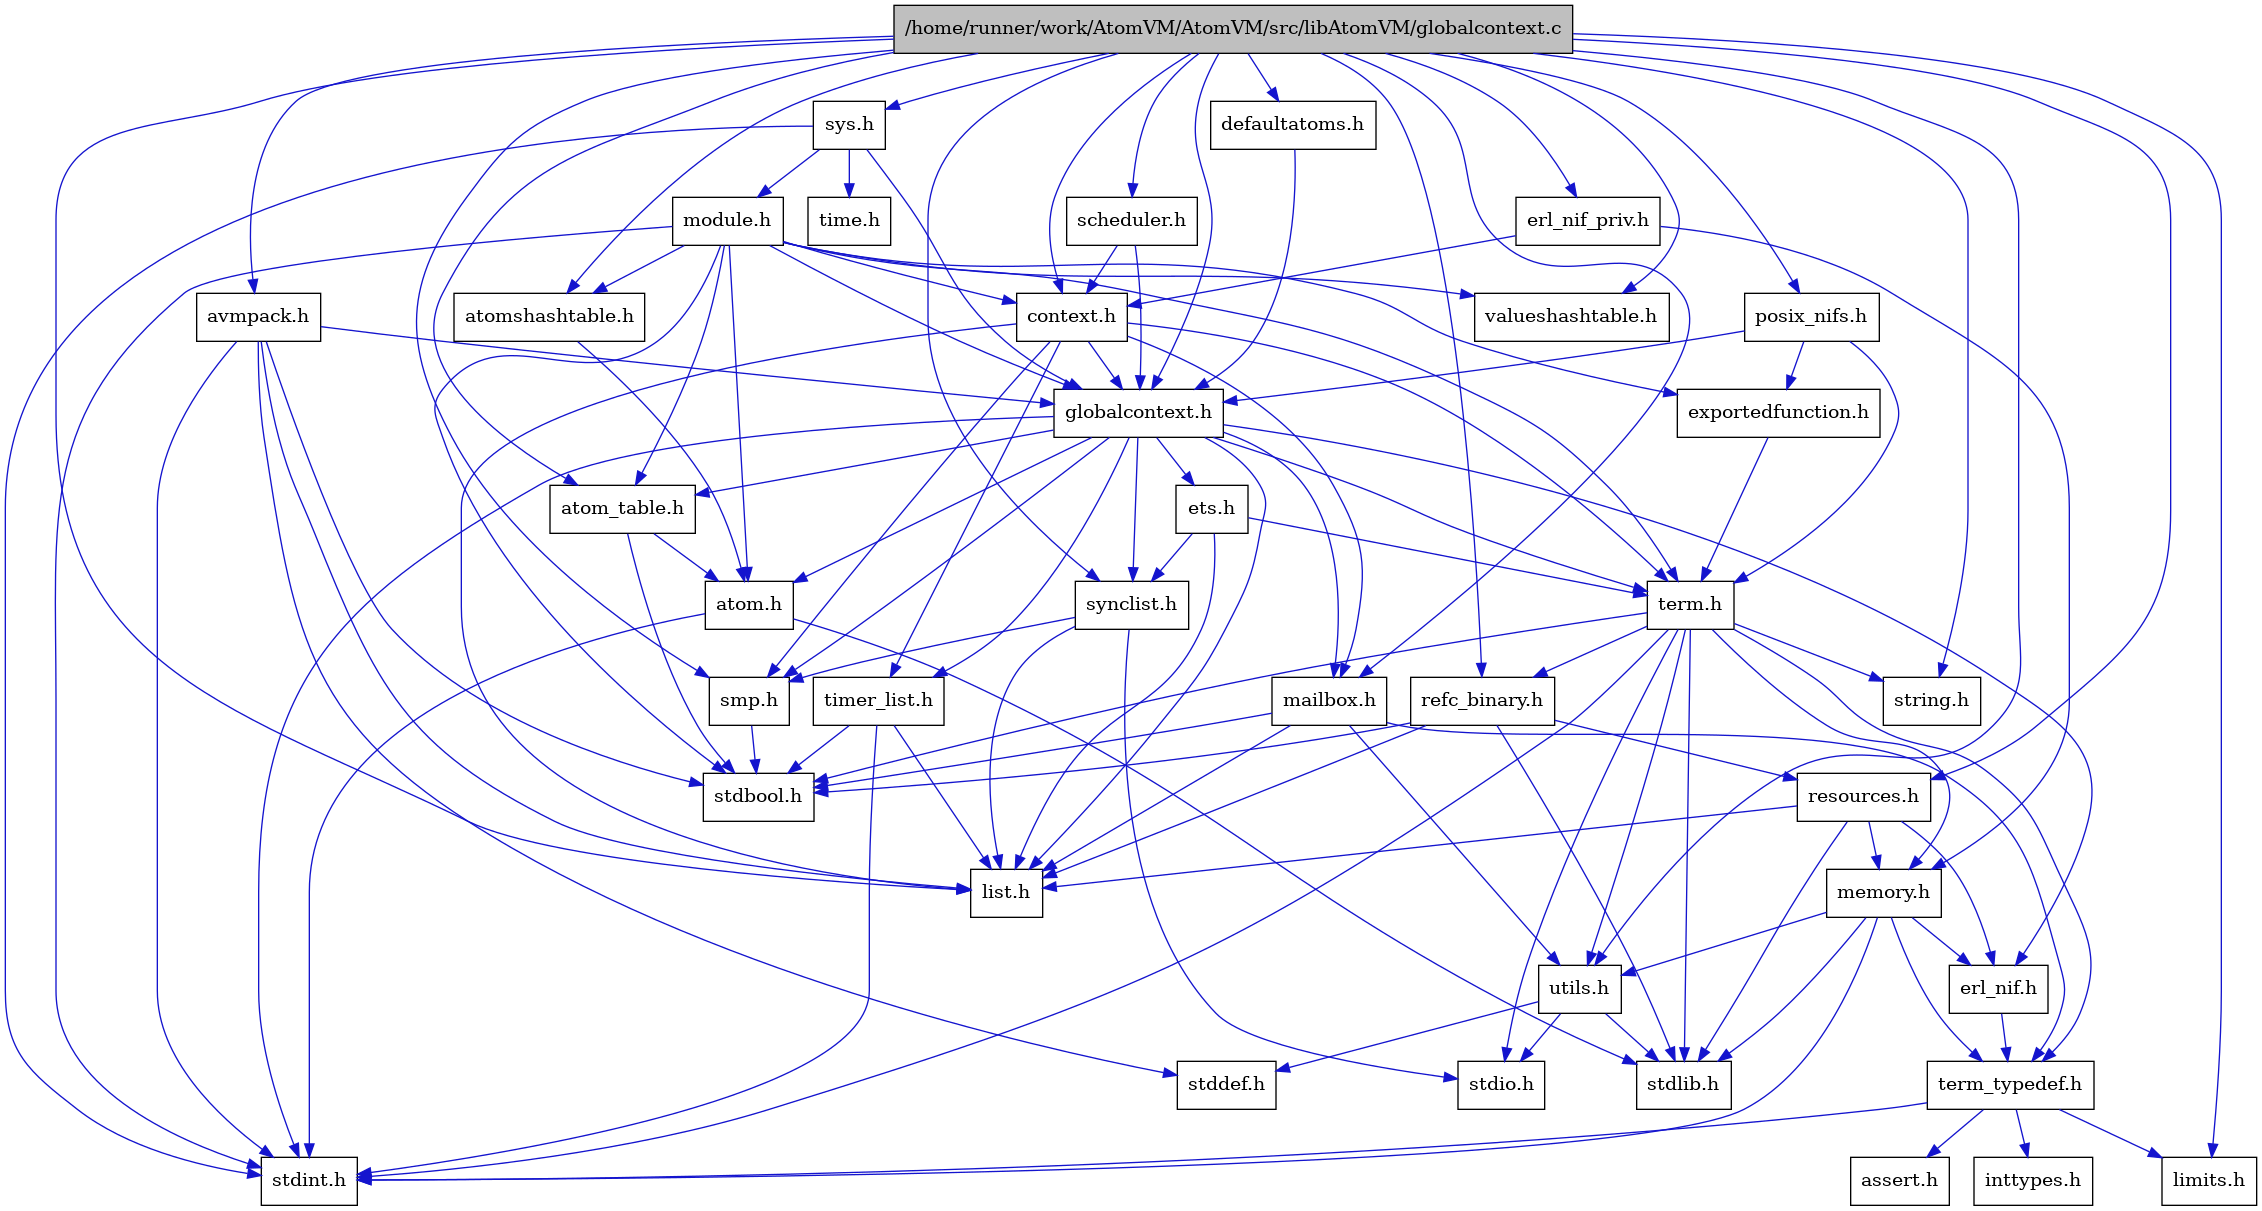 /home/runner/work/AtomVM/AtomVM/src/libAtomVM/globalcontext.c
sys.h
defaultatoms.h
module.h
time.h
scheduler.h
erl_nif_priv.h
avmpack.h
atomshashtable.h
context.h
valueshashtable.h
posix_nifs.h
globalcontext.h
exportedfunction.h
atom_table.h
ets.h
atom.h
synclist.h
term.h
smp.h
timer_list.h
mailbox.h
refc_binary.h
string.h
stdbool.h
resources.h
list.h
memory.h
utils.h
erl_nif.h
stddef.h
stdio.h
stdlib.h
term_typedef.h
stdint.h
assert.h
inttypes.h
limits.h